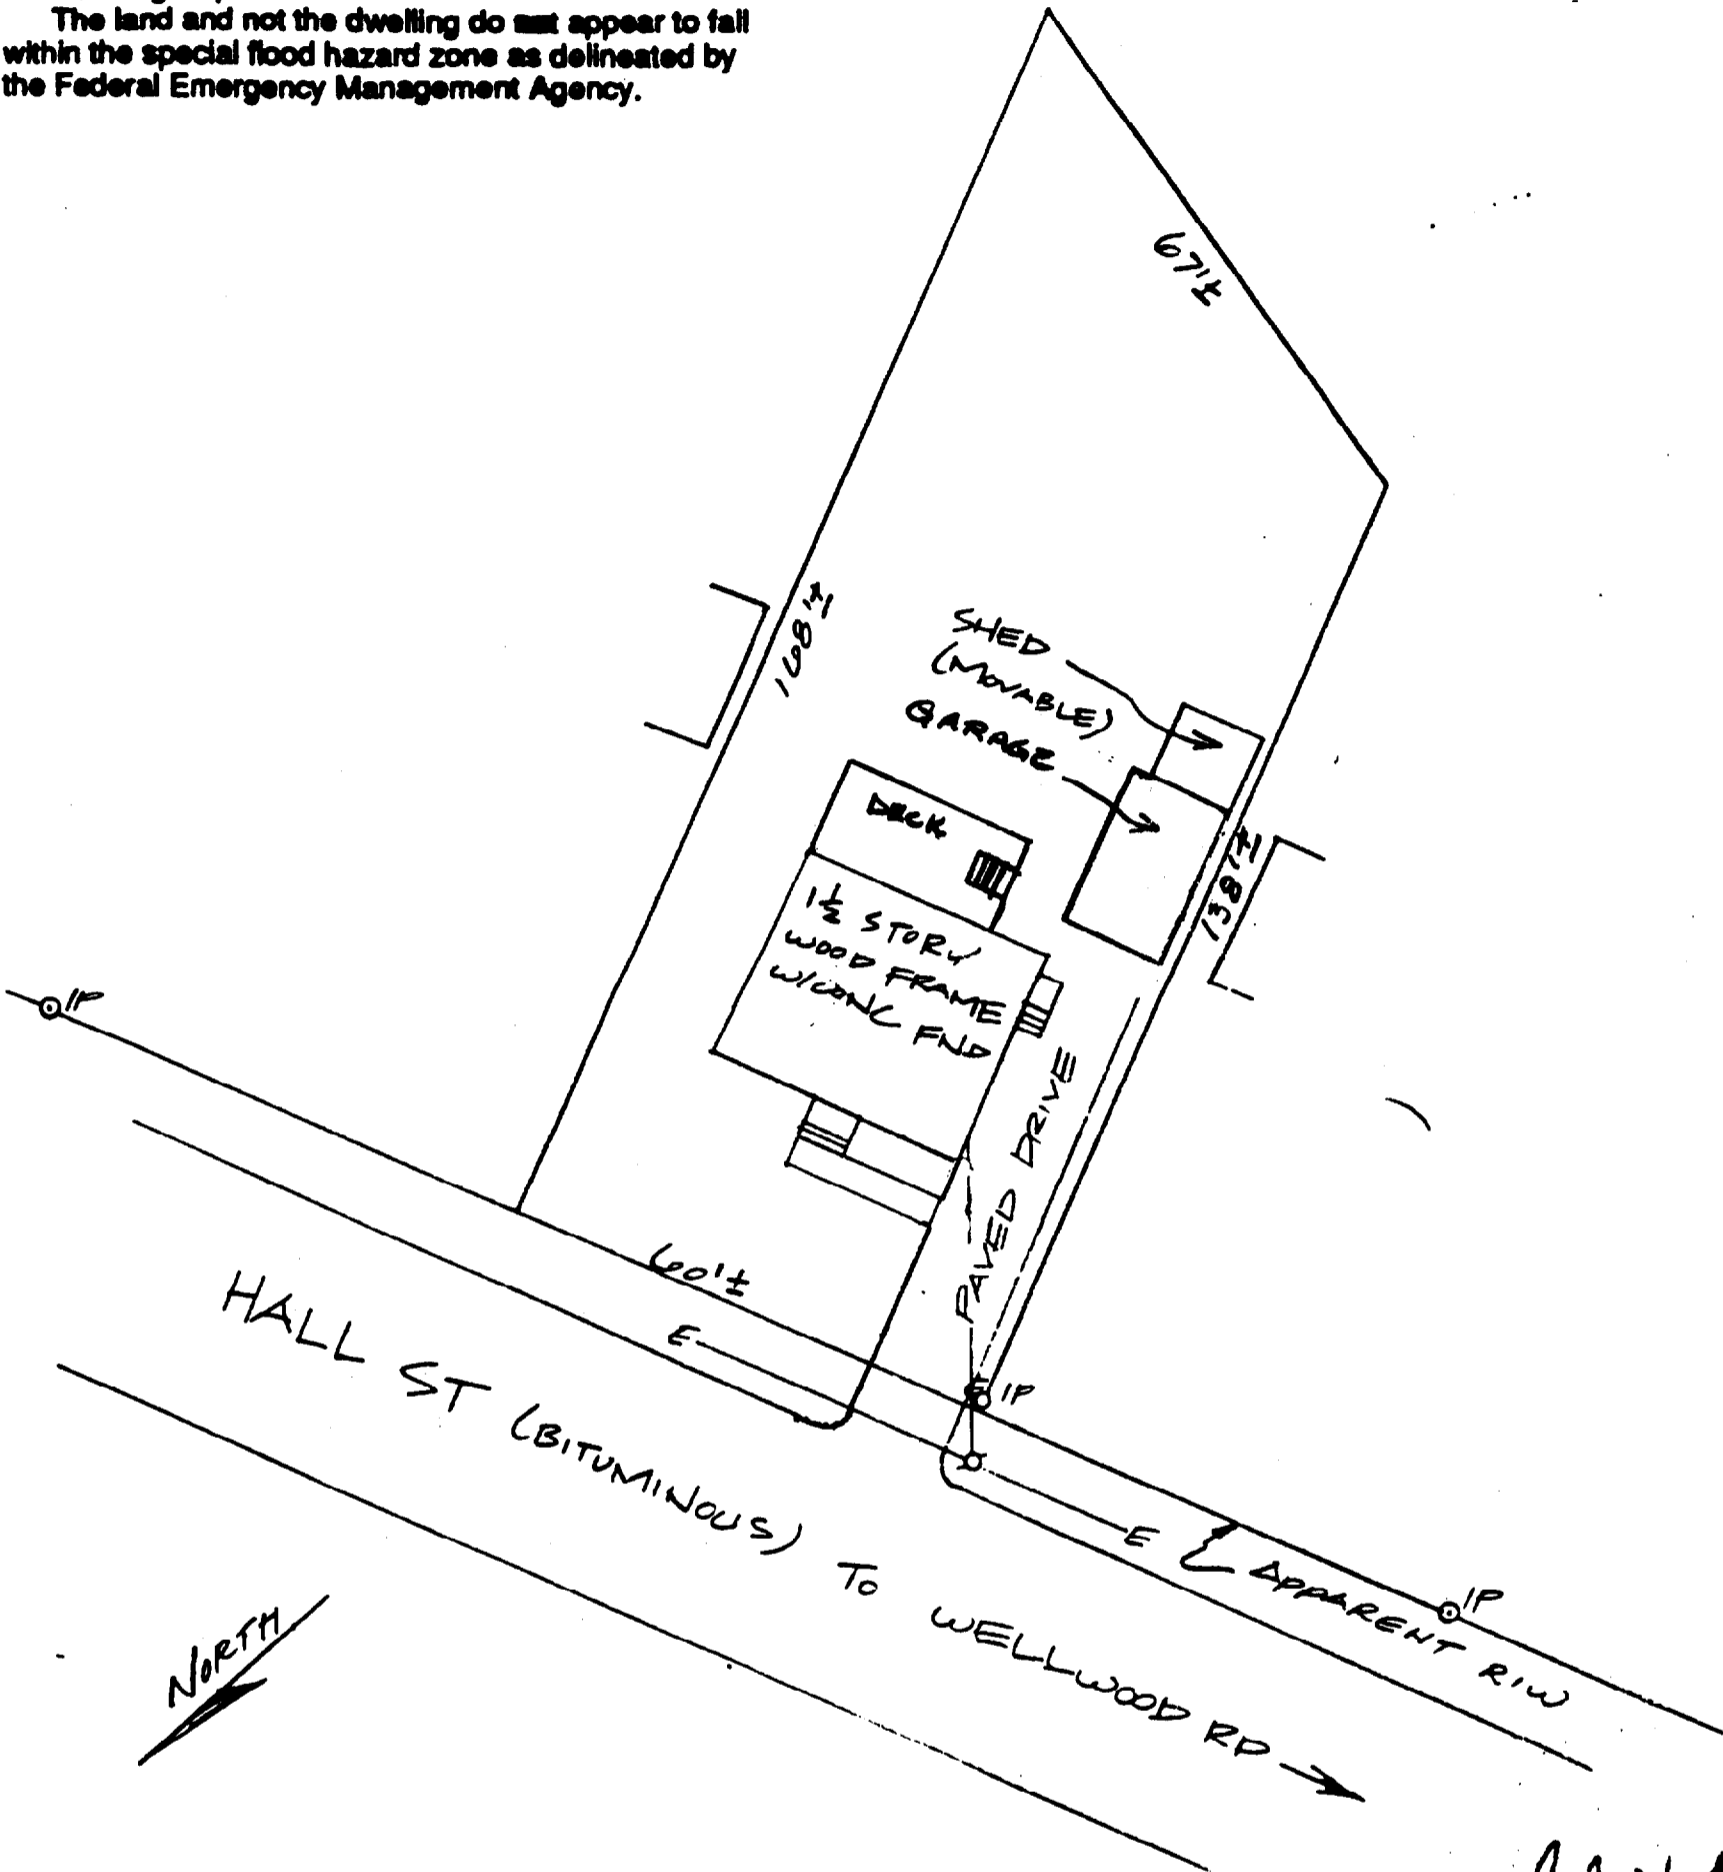 The land and not the dwelling do not appear to fall
within the special flood hazard zone as delineated by
the Federal Emergency Management Agency.
67'±
168'±
SHED
(MOVABLE)
GARAGE
DECK
138'±
1½ STORY
WOOD FRAME
W/CONC FND
IP
PAVED DRIVE
60'±
E
E
IP
HALL ST (BITUMINOUS) TO WELLWOOD RD
E
APPARENT R/W
IP
NORTH